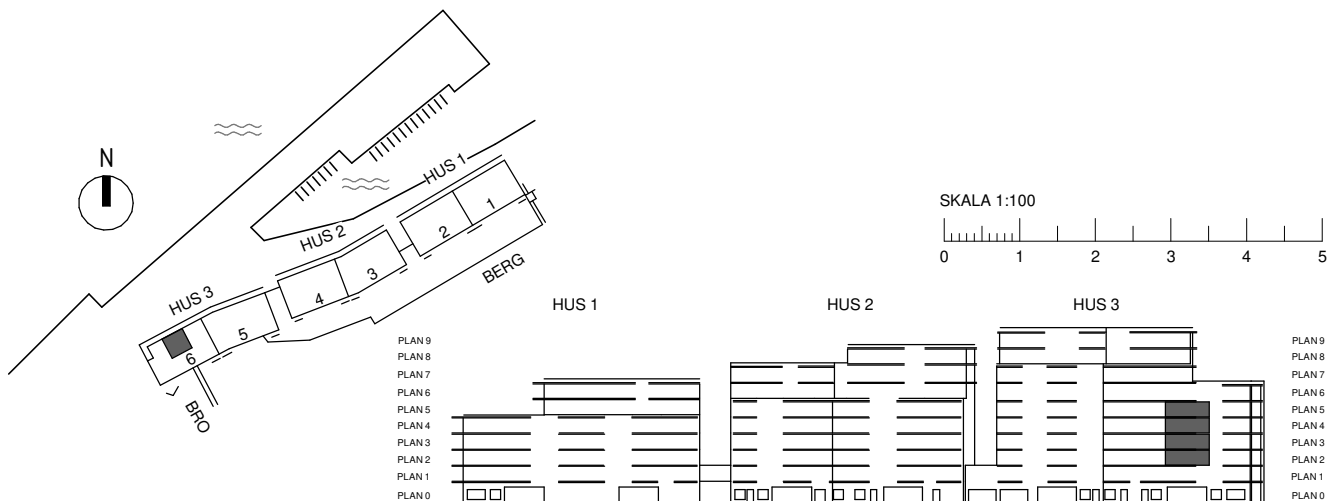 N
HUS 1
HUS 2
HUS 3
1
2
3
4
5
6
BERG
BRO
SKALA 1:100
0 1 2 3 4 5
HUS 1 HUS 2 HUS 3
PLAN 9 PLAN 9
PLAN 8 PLAN 8
PLAN 7 PLAN 7
PLAN 6 PLAN 6
PLAN 5 PLAN 5
PLAN 4 PLAN 4
PLAN 3 PLAN 3
PLAN 2 PLAN 2
PLAN 1 PLAN 1
PLAN 0 PLAN 0